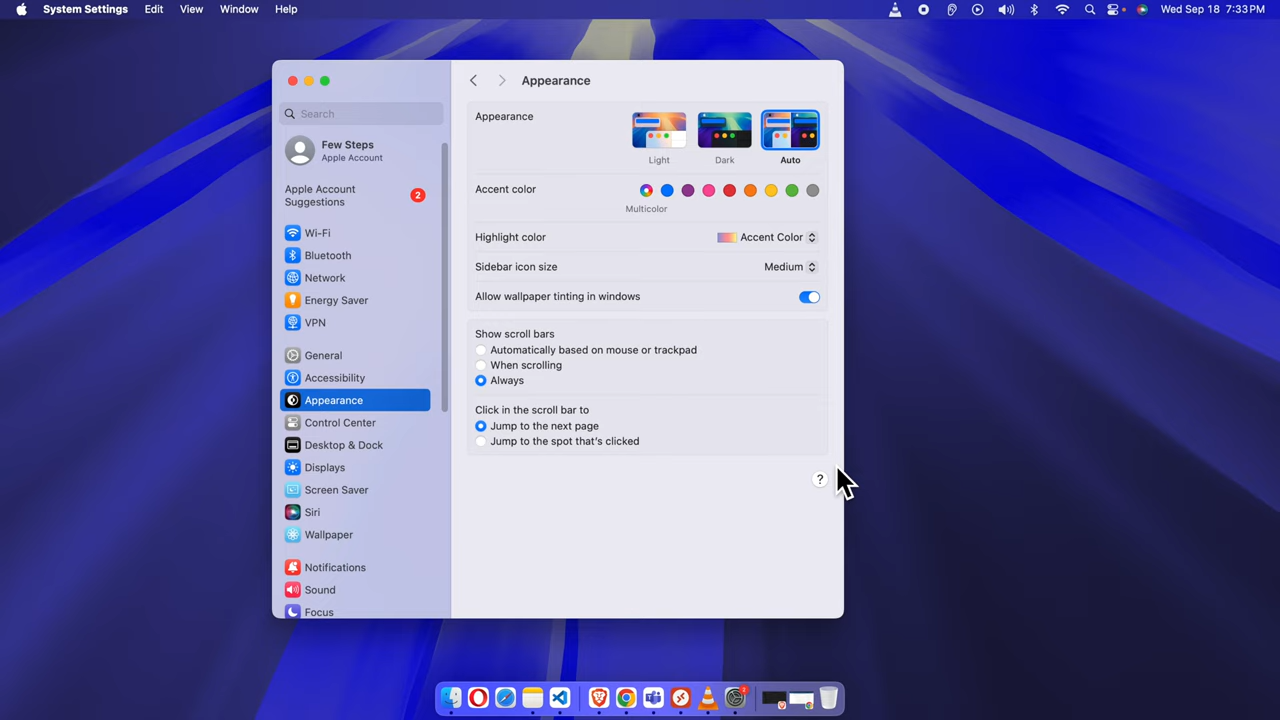 System Settings Edit View Window Help
Wed Sep 18 7:33 PM
Search
Few Steps
Apple Account
Apple Account
Suggestions
2
Wi-Fi
Bluetooth
Network
Energy Saver
VPN
General
Accessibility
Appearance
Control Center
Desktop & Dock
Displays
Screen Saver
Siri
Wallpaper
Notifications
Sound
Focus
Appearance
Appearance
Light Dark Auto
Accent color
Multicolor
Highlight color Accent Color
Sidebar icon size Medium
Allow wallpaper tinting in windows
Show scroll bars
Automatically based on mouse or trackpad
When scrolling
Always
Click in the scroll bar to
Jump to the next page
Jump to the spot that's clicked
?
2